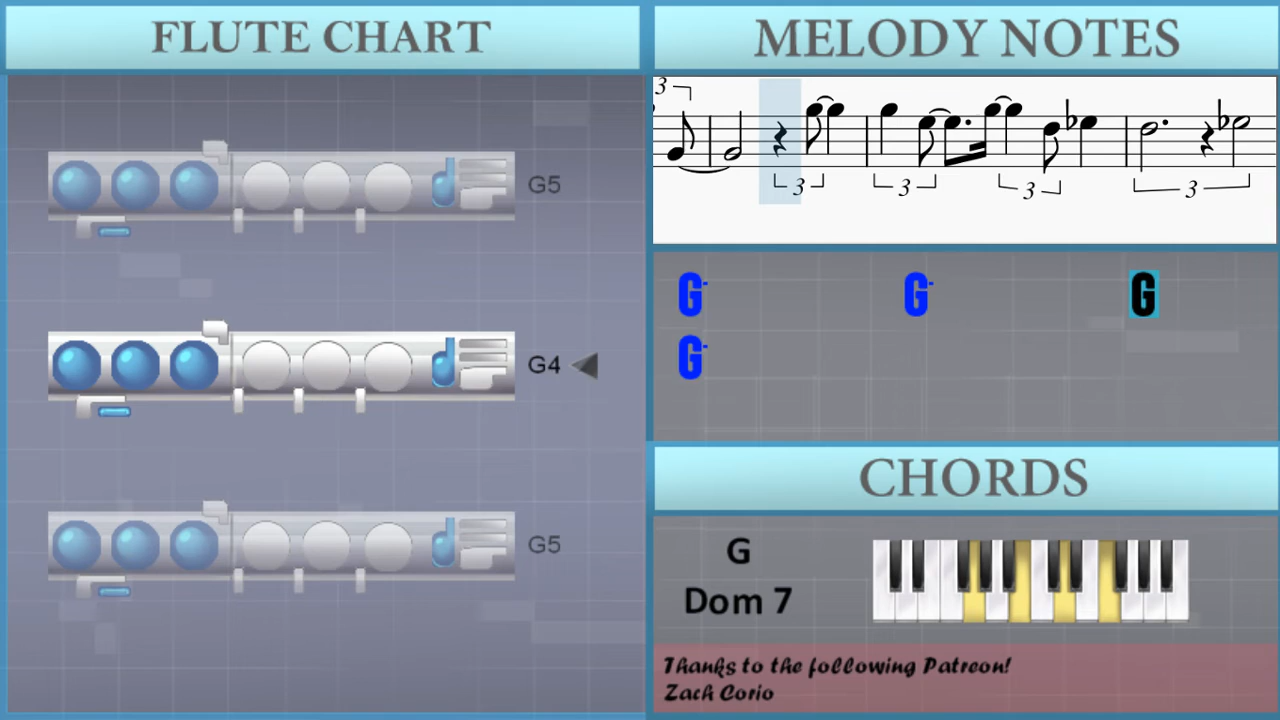 FLUTE CHART
MELODY NOTES
3
3
3
3
3
G5
G4
G5
G-
G-
G
G-
CHORDS
G
Dom 7
Thanks to the following Patreon!
Zach Corio